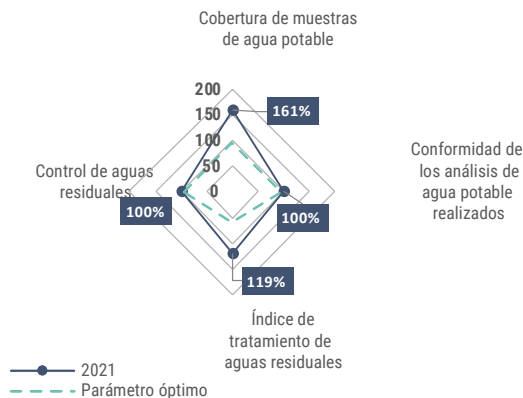 Cobertura de muestras
de agua potable
200
150
100
50
0
161%
Conformidad de
los análisis de
agua potable
realizados
100%
Control de aguas
residuales
100%
119%
Índice de
tratamiento de
aguas residuales
2021
Parámetro óptimo